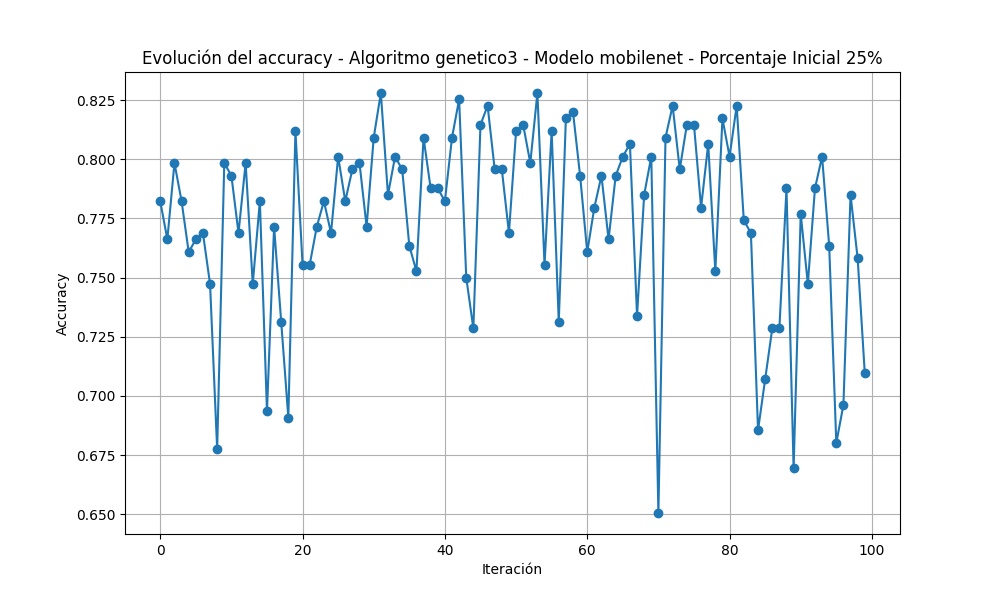 Evolución del accuracy - Algoritmo genetico3 - Modelo mobilenet - Porcentaje Inicial 25%
0.825
0.800
0.775
0.750
0.725
0.700
0.675
0.650
Accuracy
0 20 40 60 80 100
Iteración